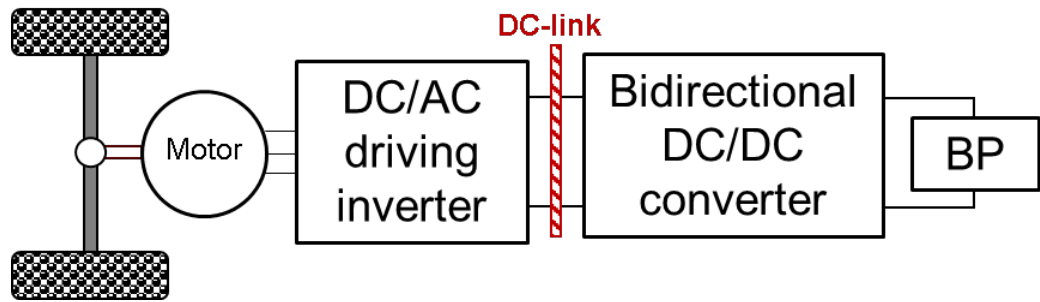 DC-link
Motor
DC/AC
driving
inverter
Bidirectional
DC/DC
converter
BP